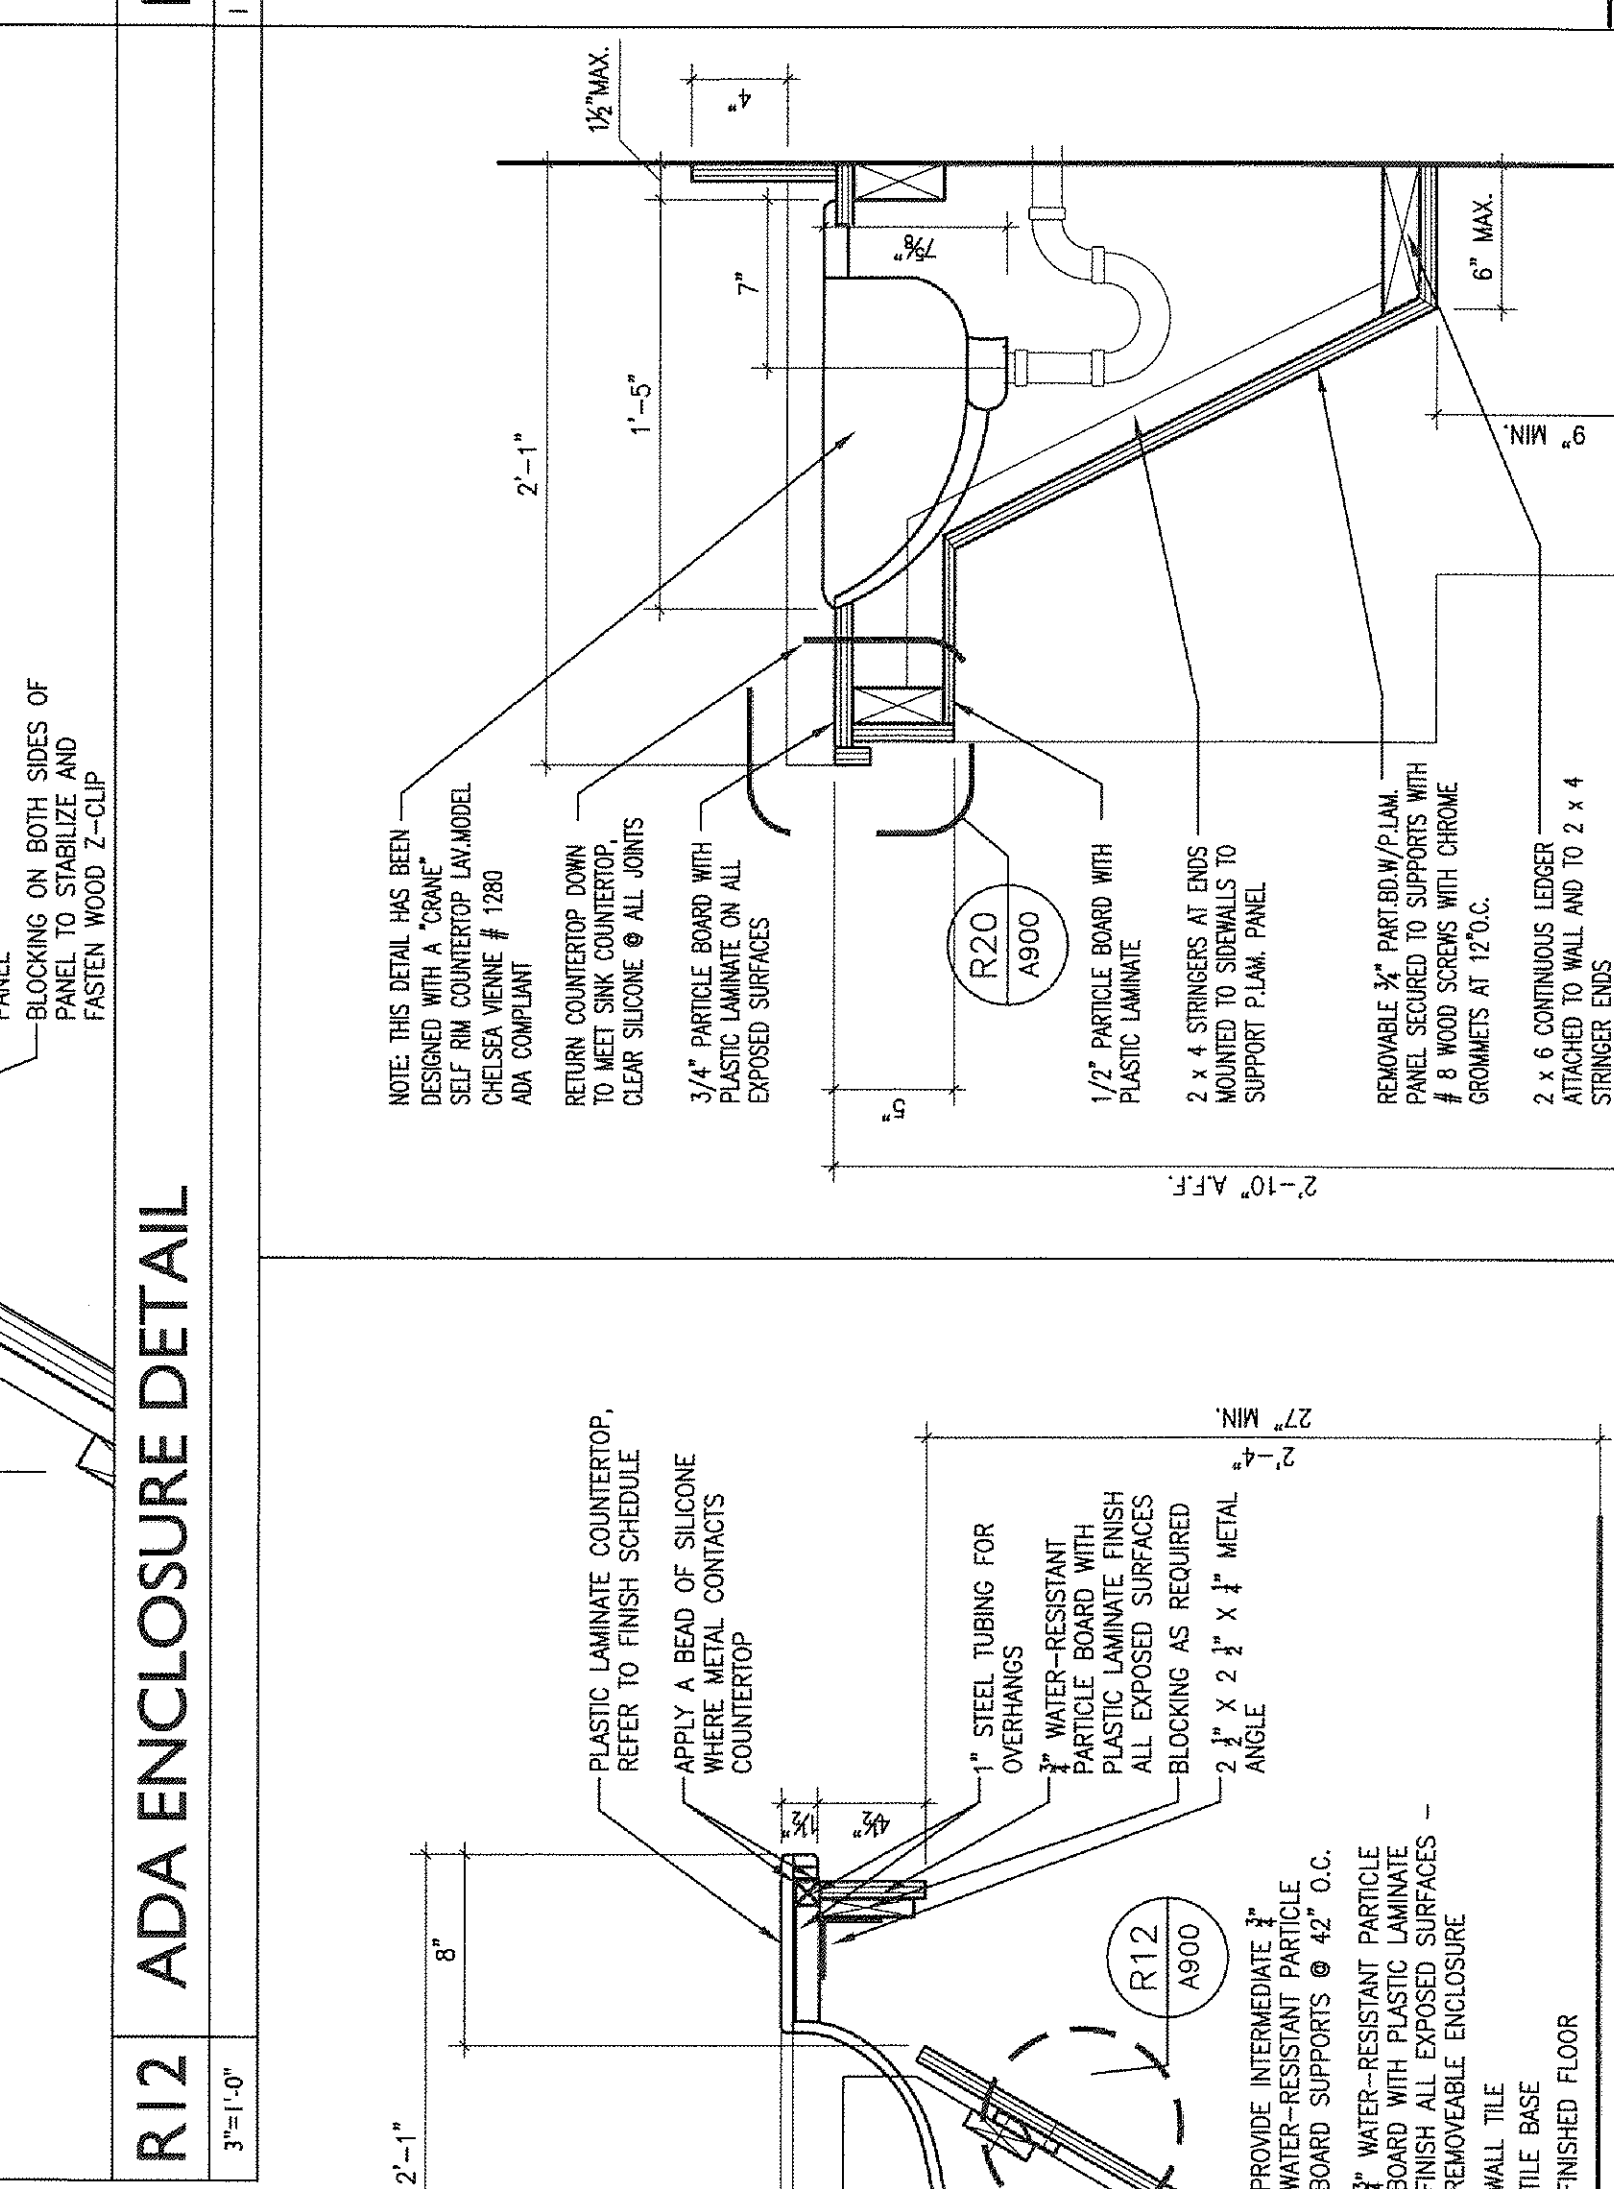 PANEL
BLOCKING ON BOTH SIDES OF
PANEL TO STABILIZE AND
FASTEN WOOD Z-CLIP
R12 ADA ENCLOSURE DETAIL
3"=1'-0"
2'-1"
8"
PLASTIC LAMINATE COUNTERTOP,
REFER TO FINISH SCHEDULE
APPLY A BEAD OF SILICONE
WHERE METAL CONTACTS
COUNTERTOP
1½"
4½"
1" STEEL TUBING FOR
OVERHANGS
¾" WATER-RESISTANT
PARTICLE BOARD WITH
PLASTIC LAMINATE FINISH
ALL EXPOSED SURFACES
BLOCKING AS REQUIRED
2 ½" X 2 ½" X ¼" METAL
ANGLE
27" MIN.
2'-4"
R12
A900
PROVIDE INTERMEDIATE ¾"
WATER-RESISTANT PARTICLE
BOARD SUPPORTS @ 42" O.C.
¾" WATER-RESISTANT PARTICLE
BOARD WITH PLASTIC LAMINATE
FINISH ALL EXPOSED SURFACES -
REMOVEABLE ENCLOSURE
WALL TILE
TILE BASE
FINISHED FLOOR
1½"MAX.
4"
2'-1"
1'-5"
7"
7⅝"
NOTE: THIS DETAIL HAS BEEN
DESIGNED WITH A "CRANE"
SELF RIM COUNTERTOP LAV.MODEL
CHELSEA VIENNE # 1280
ADA COMPLIANT
RETURN COUNTERTOP DOWN
TO MEET SINK COUNTERTOP,
CLEAR SILICONE @ ALL JOINTS
3/4" PARTICLE BOARD WITH
PLASTIC LAMINATE ON ALL
EXPOSED SURFACES
R20
A900
5"
2'-10" A.F.F.
1/2" PARTICLE BOARD WITH
PLASTIC LAMINATE
2 x 4 STRINGERS AT ENDS
MOUNTED TO SIDEWALLS TO
SUPPORT P.LAM. PANEL
REMOVABLE ¾" PART.BD.W/P.LAM.
PANEL SECURED TO SUPPORTS WITH
# 8 WOOD SCREWS WITH CHROME
GROMMETS AT 12"O.C.
2 x 6 CONTINUOUS LEDGER
ATTACHED TO WALL AND TO 2 x 4
STRINGER ENDS
6" MAX.
9" MIN.